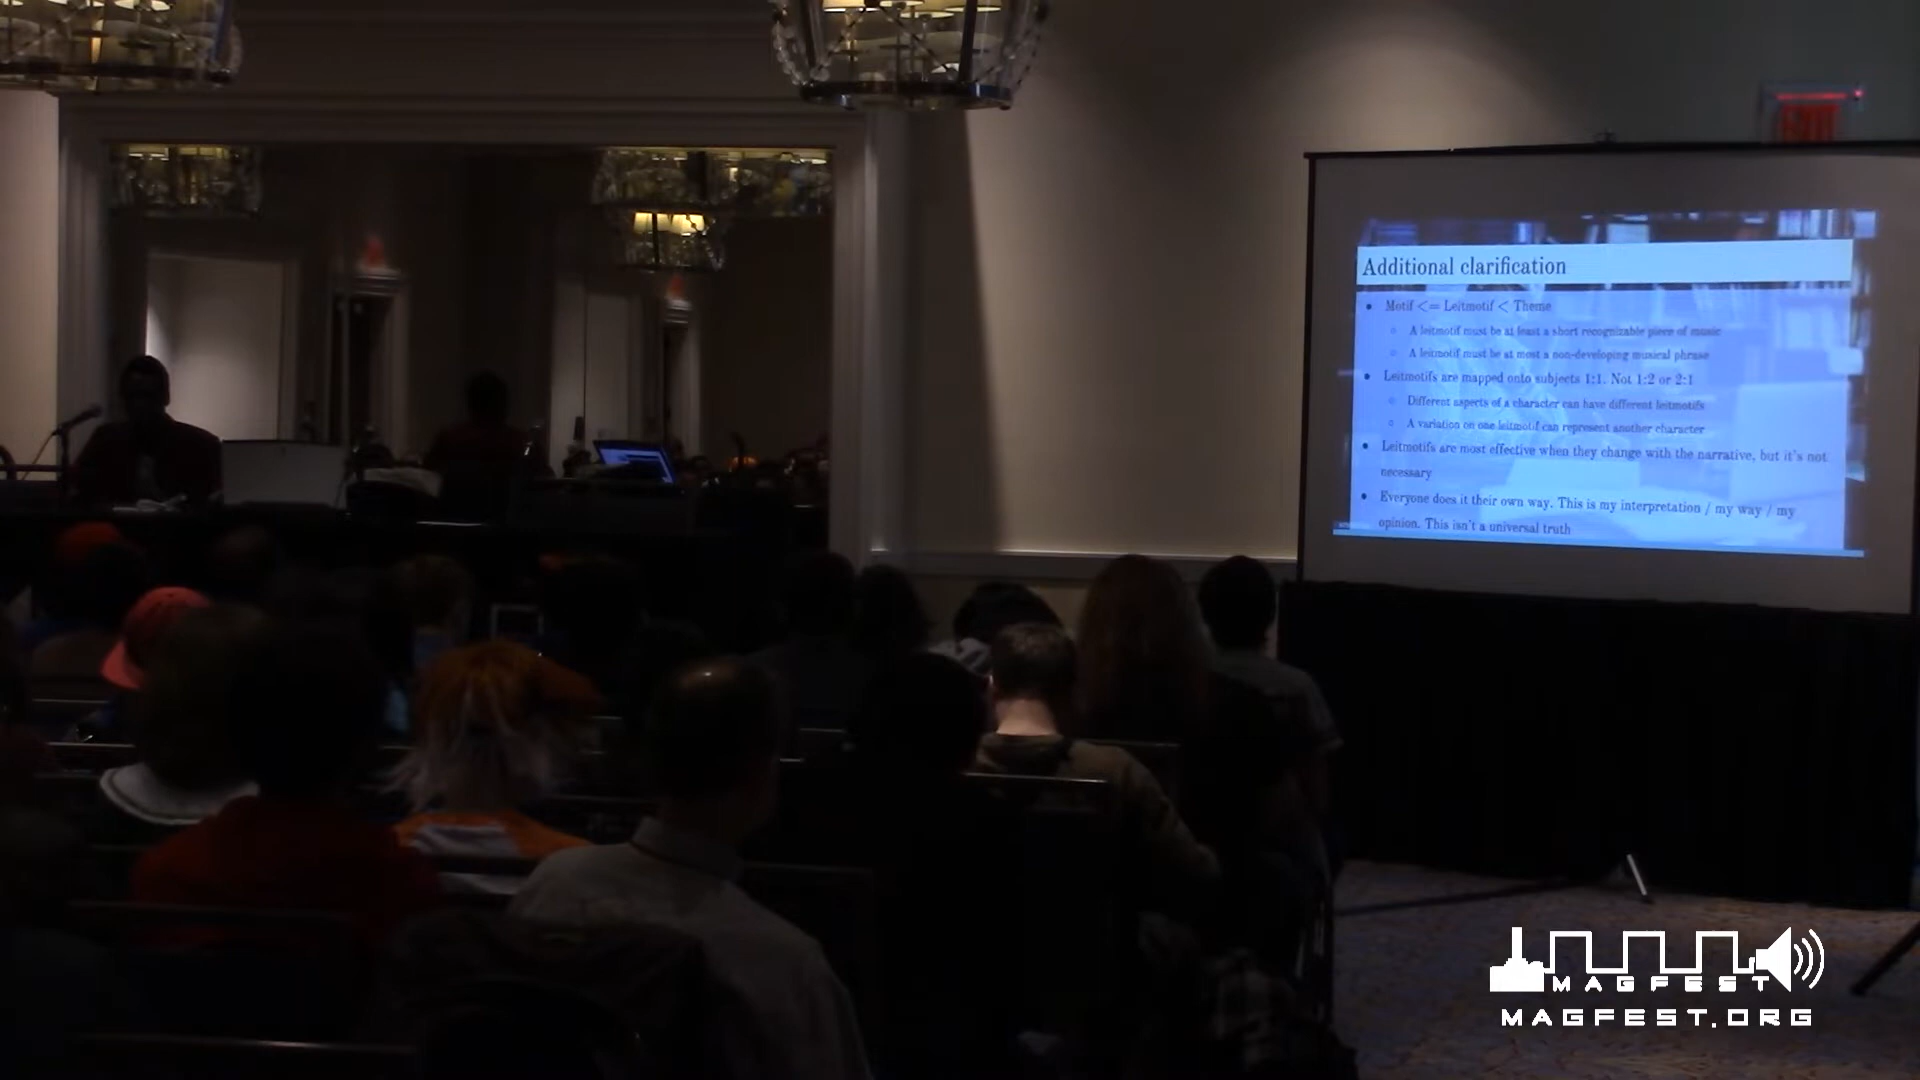 EXIT
Additional clarification
Motif <= Leitmotif < Theme
A leitmotif must be at least a short recognizable piece of music
A leitmotif must be at most a non-developing musical phrase
Leitmotifs are mapped onto subjects 1:1. Not 1:2 or 2:1
Different aspects of a character can have different leitmotifs
A variation on one leitmotif can represent another character
Leitmotifs are most effective when they change with the narrative, but it's not
necessary
Everyone does it their own way. This is my interpretation / my way / my
opinion. This isn't a universal truth
MAGFEST
MAGFEST.ORG